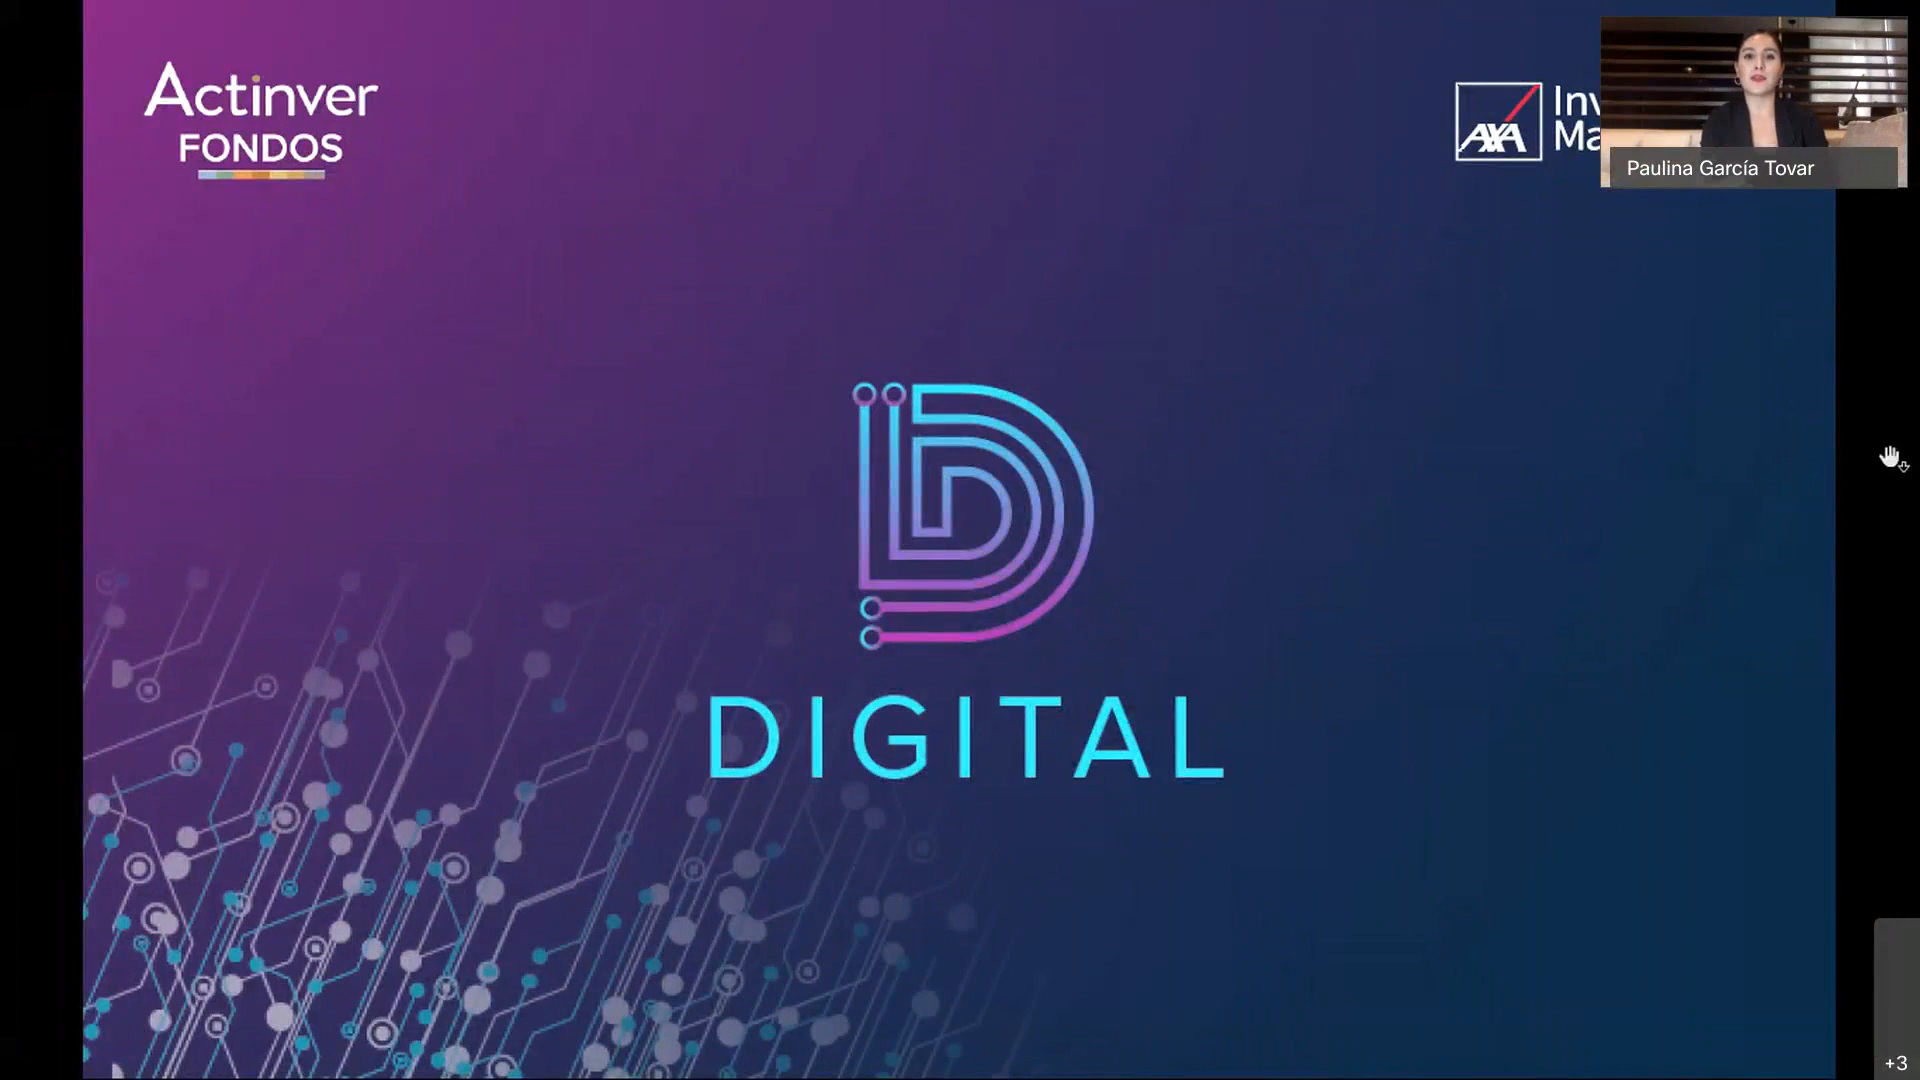 Actinver
FONDOS
AXA
Paulina García Tovar
DIGITAL
+3